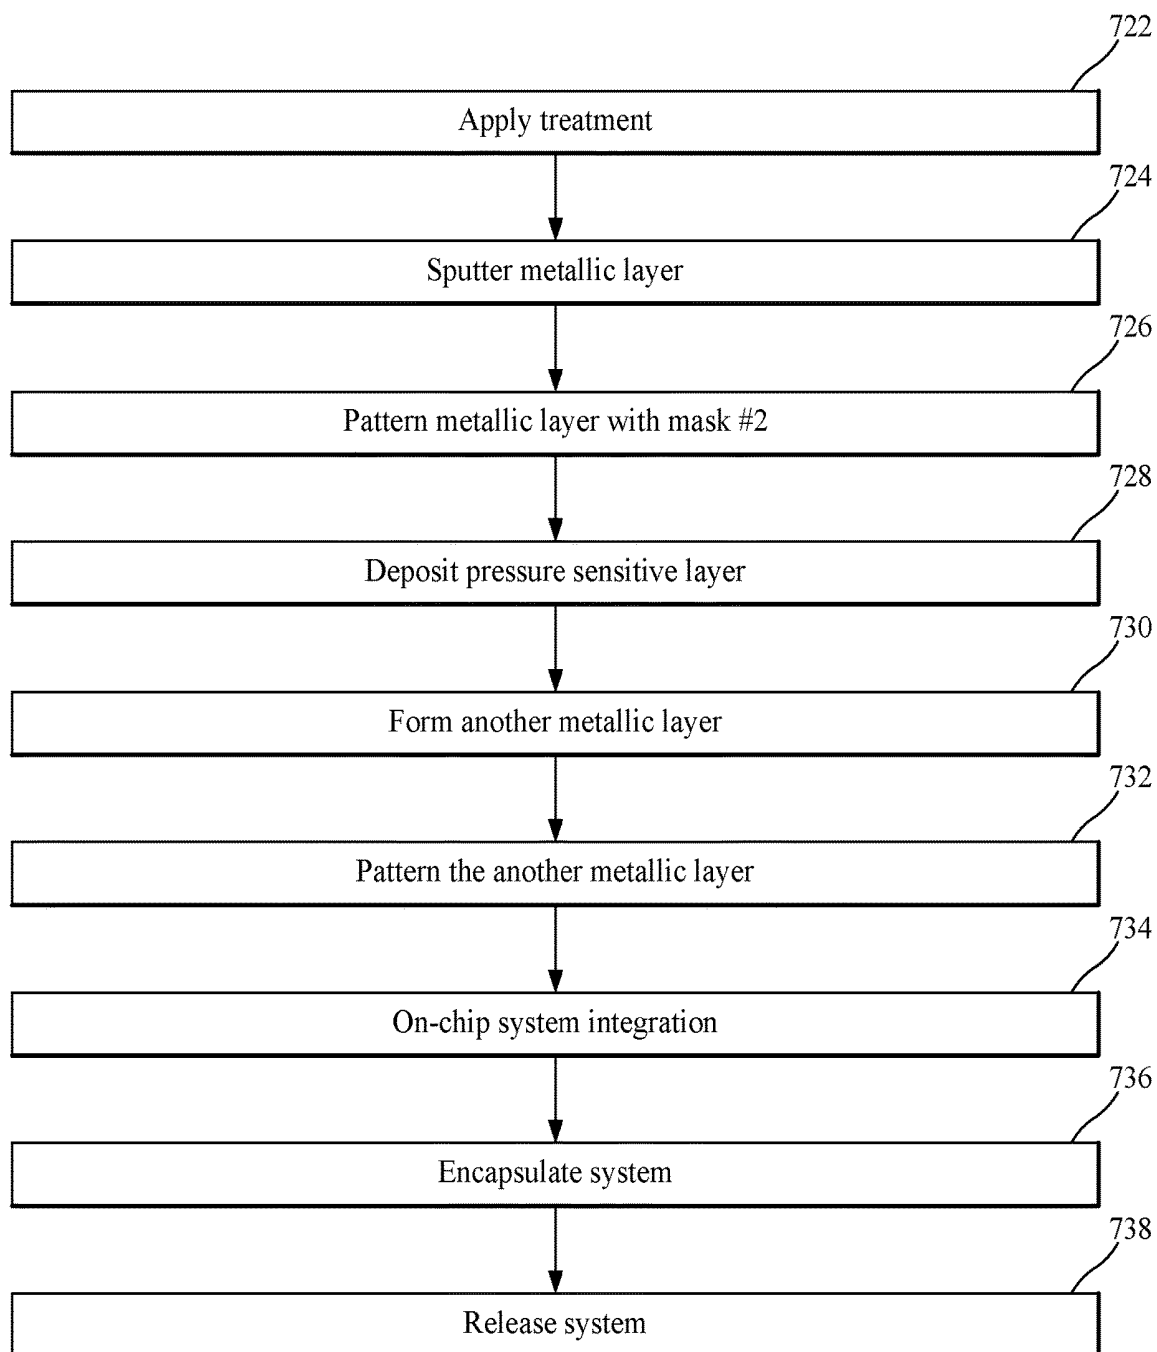 722
Apply treatment
724
Sputter metallic layer
726
Pattern metallic layer with mask #2
728
Deposit pressure sensitive layer
730
Form another metallic layer
732
Pattern the another metallic layer
734
On-chip system integration
736
Encapsulate system
738
Release system